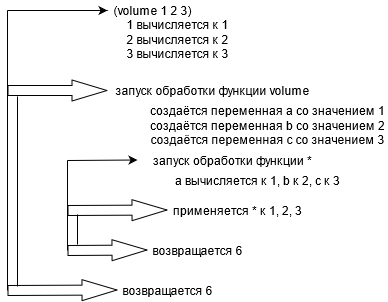 (volume 1 2 3)
1 вычисляется к 1
2 вычисляется к 2
3 вычисляется к 3
запуск обработки функции volume
создаётся переменная a со значением 1
создаётся переменная b со значением 2
создаётся переменная c со значением 3
запуск обработки функции *
a вычисляется к 1, b к 2, c к 3
применяется * к 1, 2, 3
возвращается 6
возвращается 6